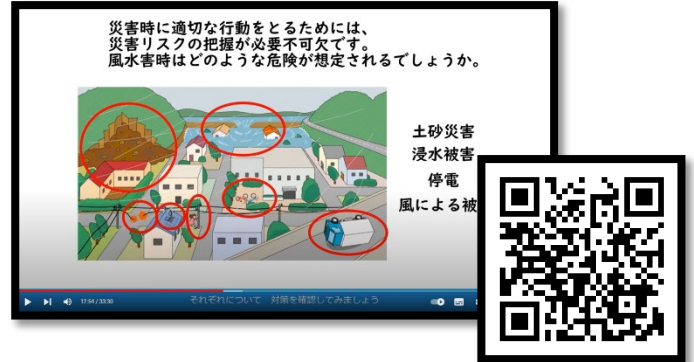 災害時に適切な行動をとるためには、
災害リスクの把握が必要不可欠です。
風水害時はどのような危険が想定されるでしょうか。
土砂災害
浸水被害
停電
風による被
12:54 / 33:30
それぞれについて 対策を確認してみましょう